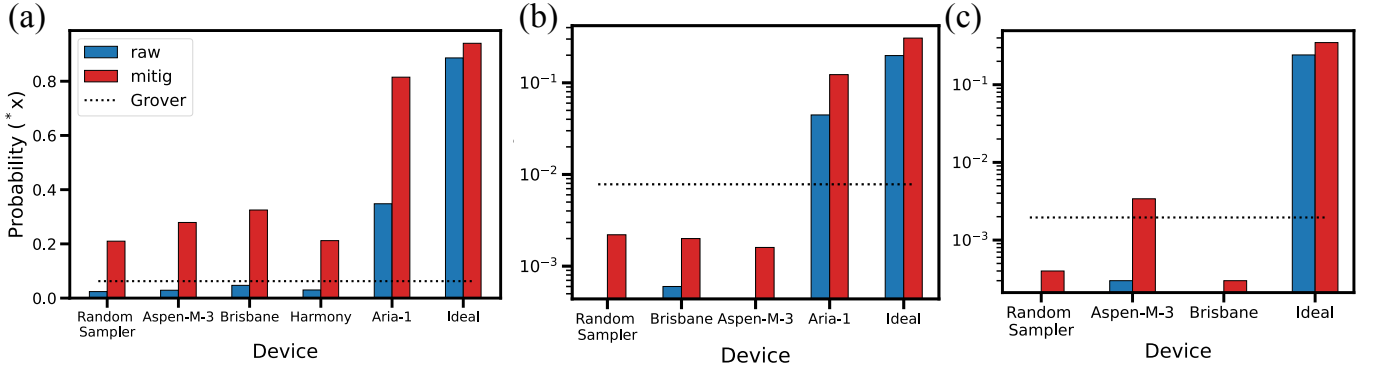 (a)
raw
mitig
Grover
Probability (*x)
0.8
0.6
0.4
0.2
0.0
Random Sampler
Aspen-M-3
Brisbane
Harmony
Aria-1
Ideal
Device
(b)
10⁻¹
10⁻²
10⁻³
Random Sampler
Brisbane
Aspen-M-3
Aria-1
Ideal
Device
(c)
10⁻¹
10⁻²
10⁻³
Random Sampler
Aspen-M-3
Brisbane
Ideal
Device